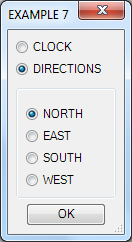 EXAMPLE 7
CLOCK
DIRECTIONS
NORTH
EAST
SOUTH
WEST
OK